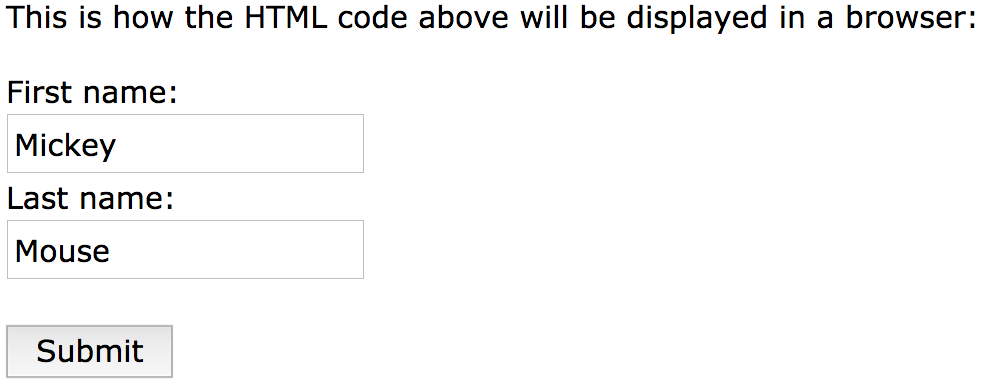 This is how the HTML code above will be displayed in a browser:
First name:
Mickey
Last name:
Mouse
Submit